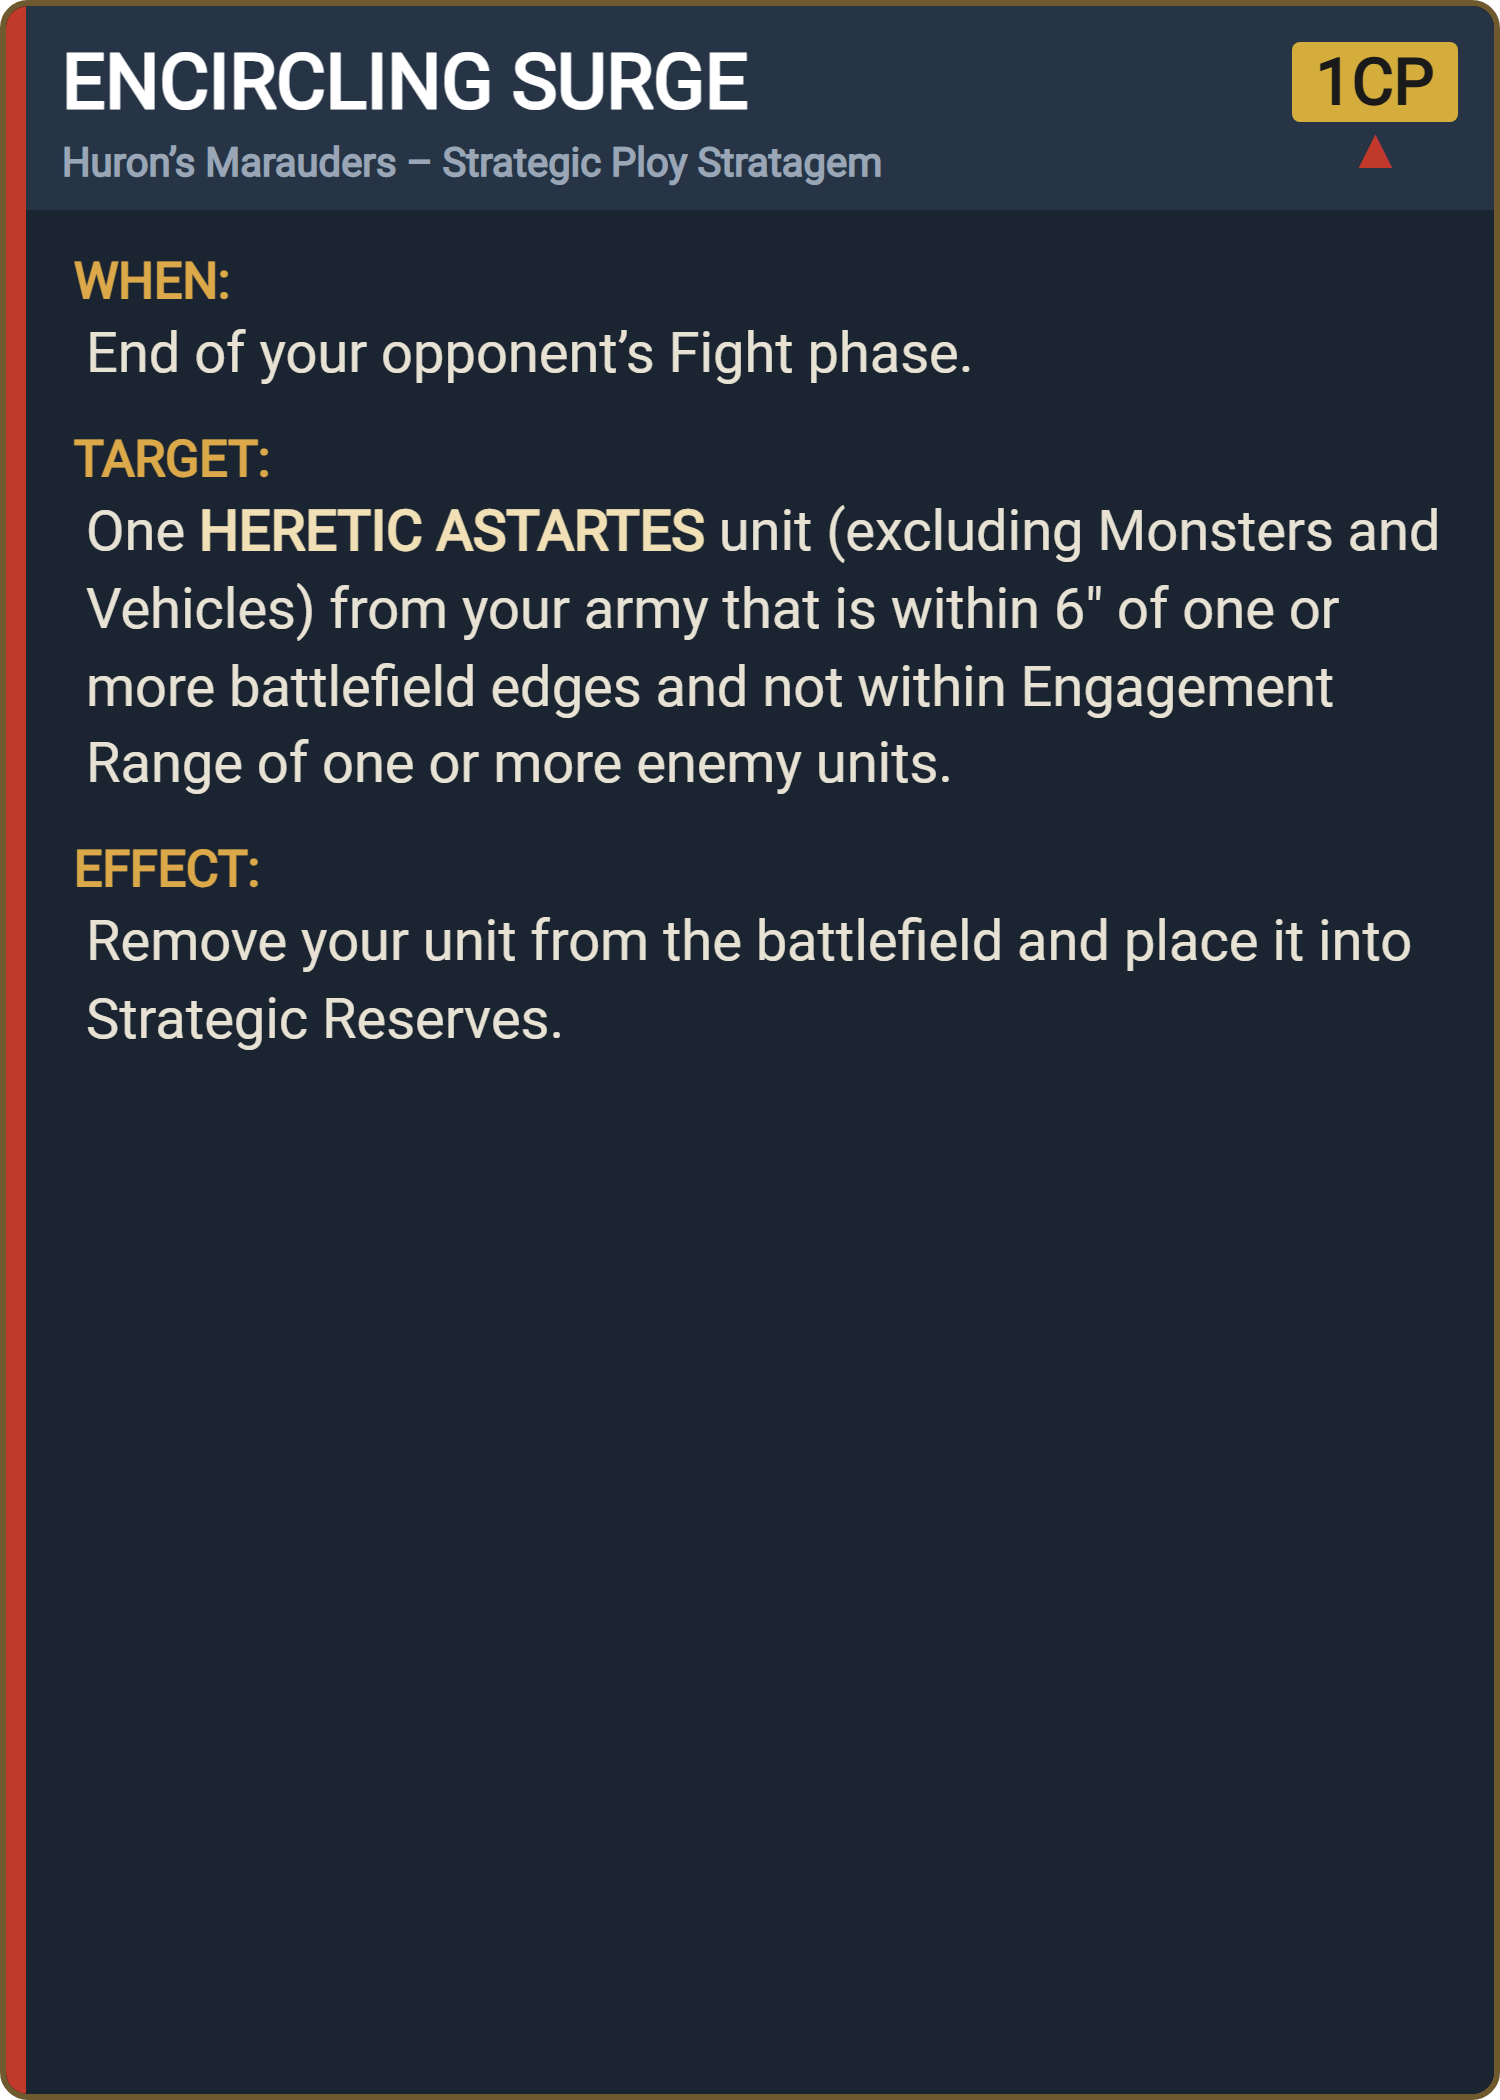 ENCIRCLING SURGE
1CP
Huron’s Marauders – Strategic Ploy Stratagem
WHEN:
End of your opponent’s Fight phase.
TARGET:
One HERETIC ASTARTES unit (excluding Monsters and
Vehicles) from your army that is within 6" of one or
more battlefield edges and not within Engagement
Range of one or more enemy units.
EFFECT:
Remove your unit from the battlefield and place it into
Strategic Reserves.